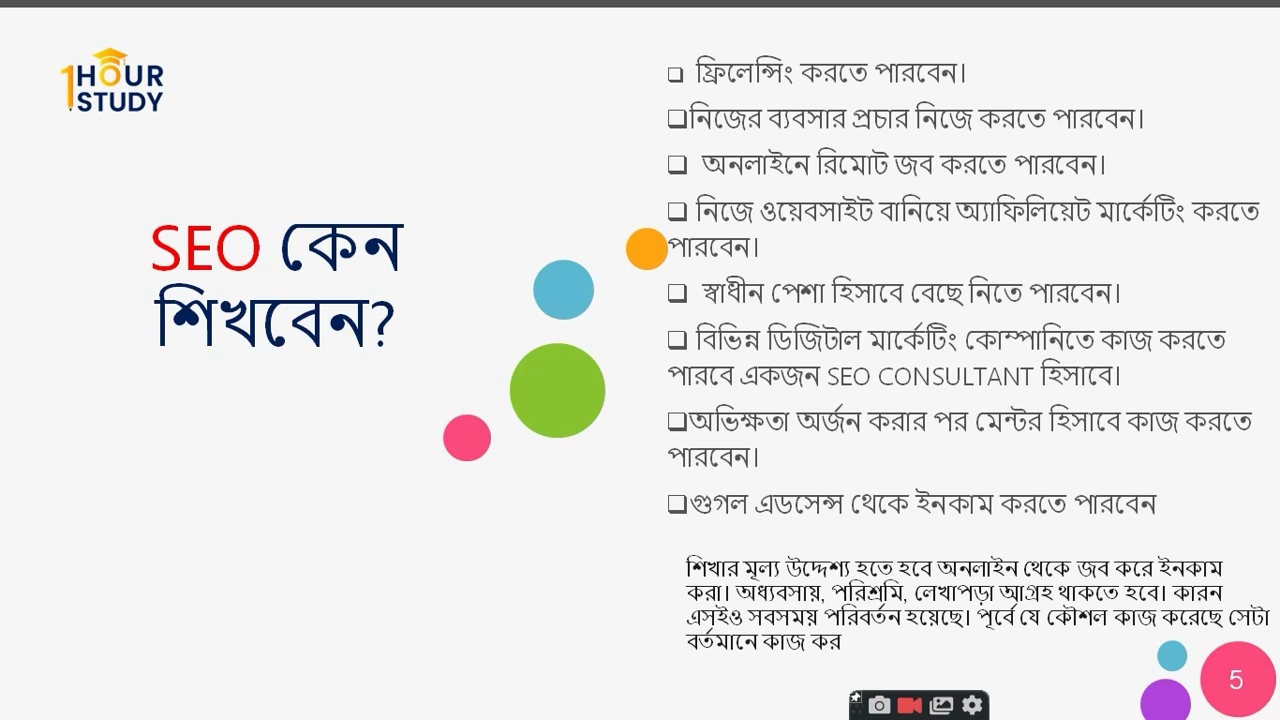 1HOUR
STUDY
SEO কেন
শিখবেন?
ফ্রিলেন্সিং করতে পারবেন।
নিজের ব্যবসার প্রচার নিজে করতে পারবেন।
অনলাইনে রিমোট জব করতে পারবেন।
নিজে ওয়েবসাইট বানিয়ে অ্যাফিলিয়েট মার্কেটিং করতে
পারবেন।
স্বাধীন পেশা হিসাবে বেছে নিতে পারবেন।
বিভিন্ন ডিজিটাল মার্কেটিং কোম্পানিতে কাজ করতে
পারবে একজন SEO CONSULTANT হিসাবে।
অভিক্ষতা অর্জন করার পর মেন্টর হিসাবে কাজ করতে
পারবেন।
গুগল এডসেন্স থেকে ইনকাম করতে পারবেন
শিখার মূল্য উদ্দেশ্য হতে হবে অনলাইন থেকে জব করে ইনকাম
করা। অধ্যবসায়, পরিশ্রমি, লেখাপড়া আগ্রহ থাকতে হবে। কারন
এসইও সবসময় পরিবর্তন হয়েছে। পূর্বে যে কৌশল কাজ করেছে সেটা
বর্তমানে কাজ কর
5